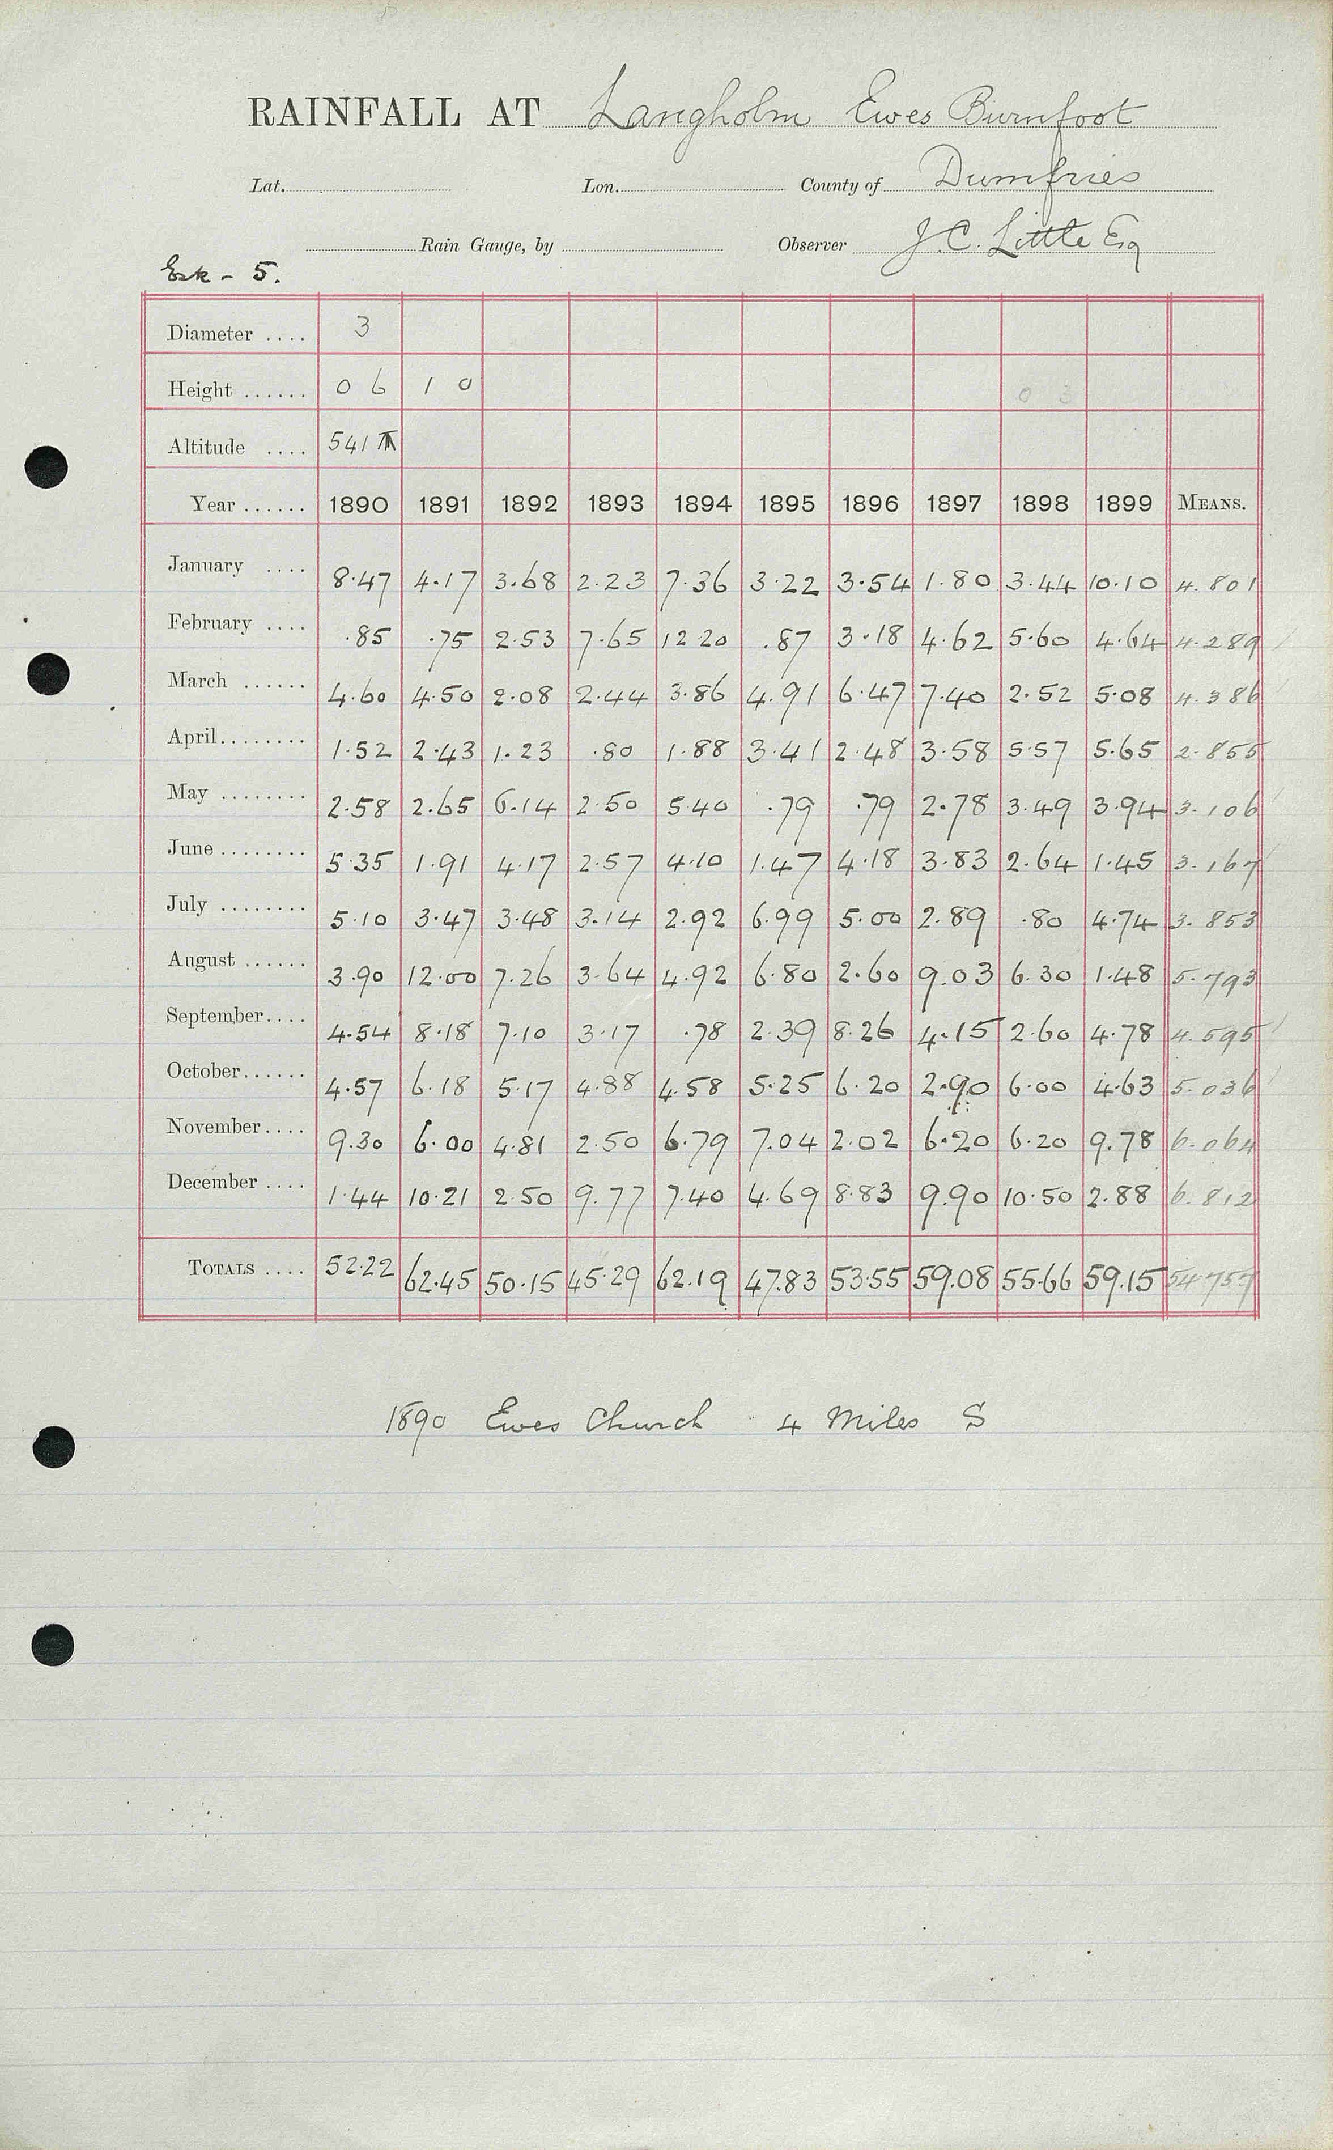 RAINFALL AT Langholm Ewes Burnfoot
Lat. Lon. County of Dumfries
Rain Gauge, by Observer J. C. Little Esq
Esk - 5.
Diameter .... 3
Height ...... 0 6 1 0 0 3
Altitude .... 541
Year ...... 1890 1891 1892 1893 1894 1895 1896 1897 1898 1899 MEANS.
January .... 8.47 4.17 3.68 2.23 7.36 3.22 3.54 1.80 3.44 10.10 4.801
February .... .85 .75 2.53 7.65 12.20 .87 3.18 4.62 5.60 4.64 4.289
March ...... 4.60 4.50 2.08 2.44 3.86 4.91 6.47 7.40 2.52 5.08 4.386
April........ 1.52 2.43 1.23 .80 1.88 3.41 2.48 3.58 5.57 5.65 2.855
May ........ 2.58 2.65 6.14 2.50 5.40 .79 .79 2.78 3.49 3.94 3.106
June ........ 5.35 1.91 4.17 2.57 4.10 1.47 4.18 3.83 2.64 1.45 3.167
July ........ 5.10 3.47 3.48 3.14 2.92 6.99 5.00 2.89 .80 4.74 3.853
August ...... 3.90 12.00 7.26 3.64 4.92 6.80 2.60 9.03 6.30 1.48 5.793
September.... 4.54 8.18 7.10 3.17 .78 2.39 8.26 4.15 2.60 4.78 4.595
October...... 4.57 6.18 5.17 4.88 4.58 5.25 6.20 2.90 6.00 4.63 5.036
November.... 9.30 6.00 4.81 2.50 6.79 7.04 2.02 6.20 6.20 9.78 6.064
December .... 1.44 10.21 2.50 9.77 7.40 4.69 8.83 9.90 10.50 2.88 6.812
TOTALS .... 52.22 62.45 50.15 45.29 62.19 47.83 53.55 59.08 55.66 59.15 54.757
1890 Ewes Church 4 Miles S